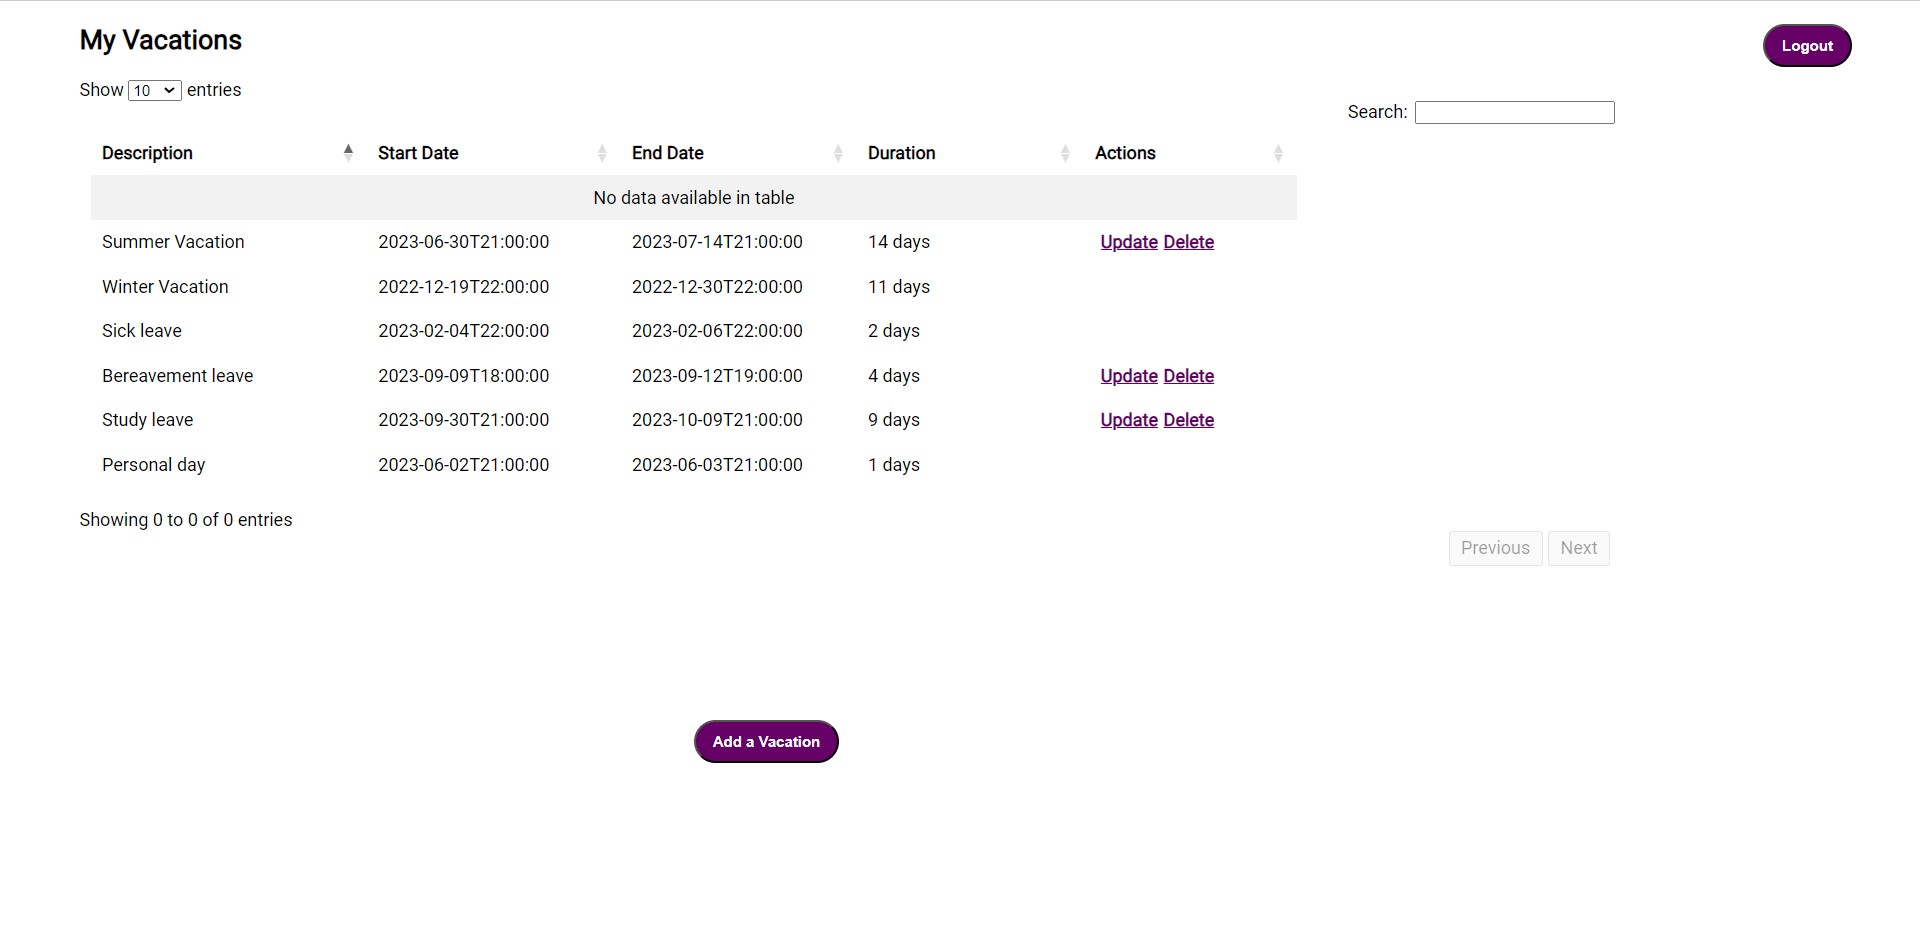 My Vacations
Logout
Show 10 entries
Search:
Description Start Date End Date Duration Actions
No data available in table
Summer Vacation 2023-06-30T21:00:00 2023-07-14T21:00:00 14 days Update Delete
Winter Vacation 2022-12-19T22:00:00 2022-12-30T22:00:00 11 days
Sick leave 2023-02-04T22:00:00 2023-02-06T22:00:00 2 days
Bereavement leave 2023-09-09T18:00:00 2023-09-12T19:00:00 4 days Update Delete
Study leave 2023-09-30T21:00:00 2023-10-09T21:00:00 9 days Update Delete
Personal day 2023-06-02T21:00:00 2023-06-03T21:00:00 1 days
Showing 0 to 0 of 0 entries
Previous Next
Add a Vacation